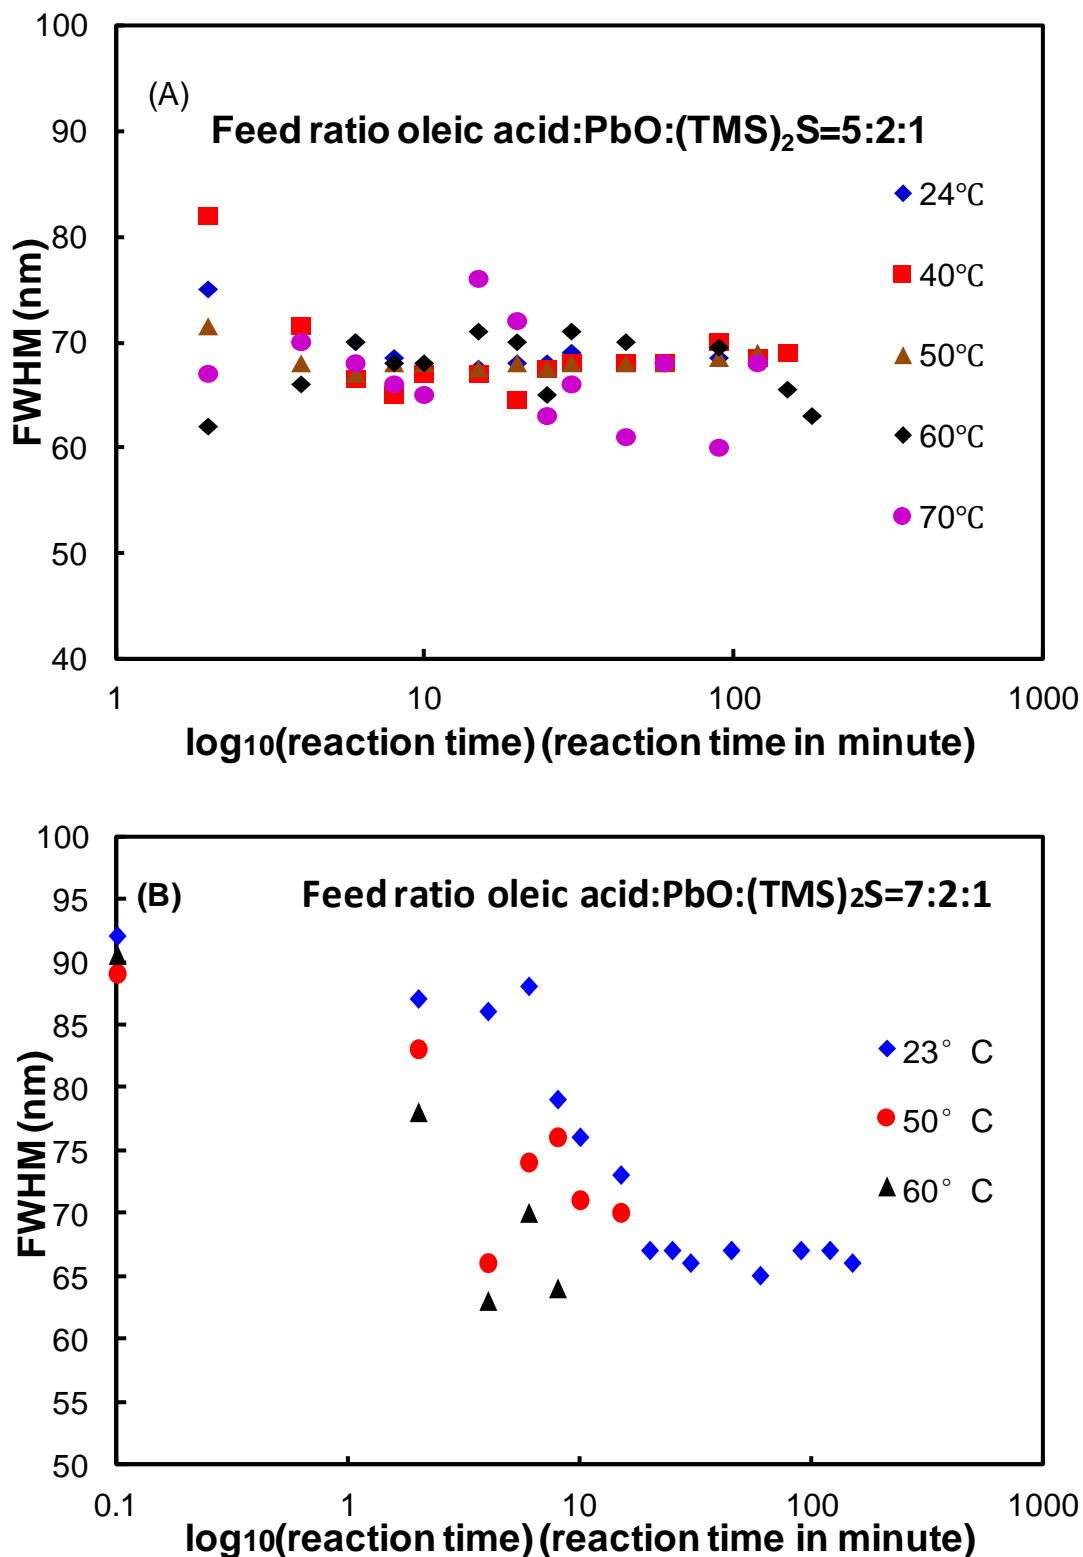 100
(A)
Feed ratio oleic acid:PbO:(TMS)₂S=5:2:1
90
24℃
80
40℃
70
50℃
60
60℃
50
70℃
40
FWHM (nm)
1 10 100 1000
log10(reaction time) (reaction time in minute)
100
95
(B) Feed ratio oleic acid:PbO:(TMS)₂S=7:2:1
90
85
23° C
80
50° C
75
60° C
70
65
60
55
50
FWHM (nm)
0.1 1 10 100 1000
log10(reaction time) (reaction time in minute)